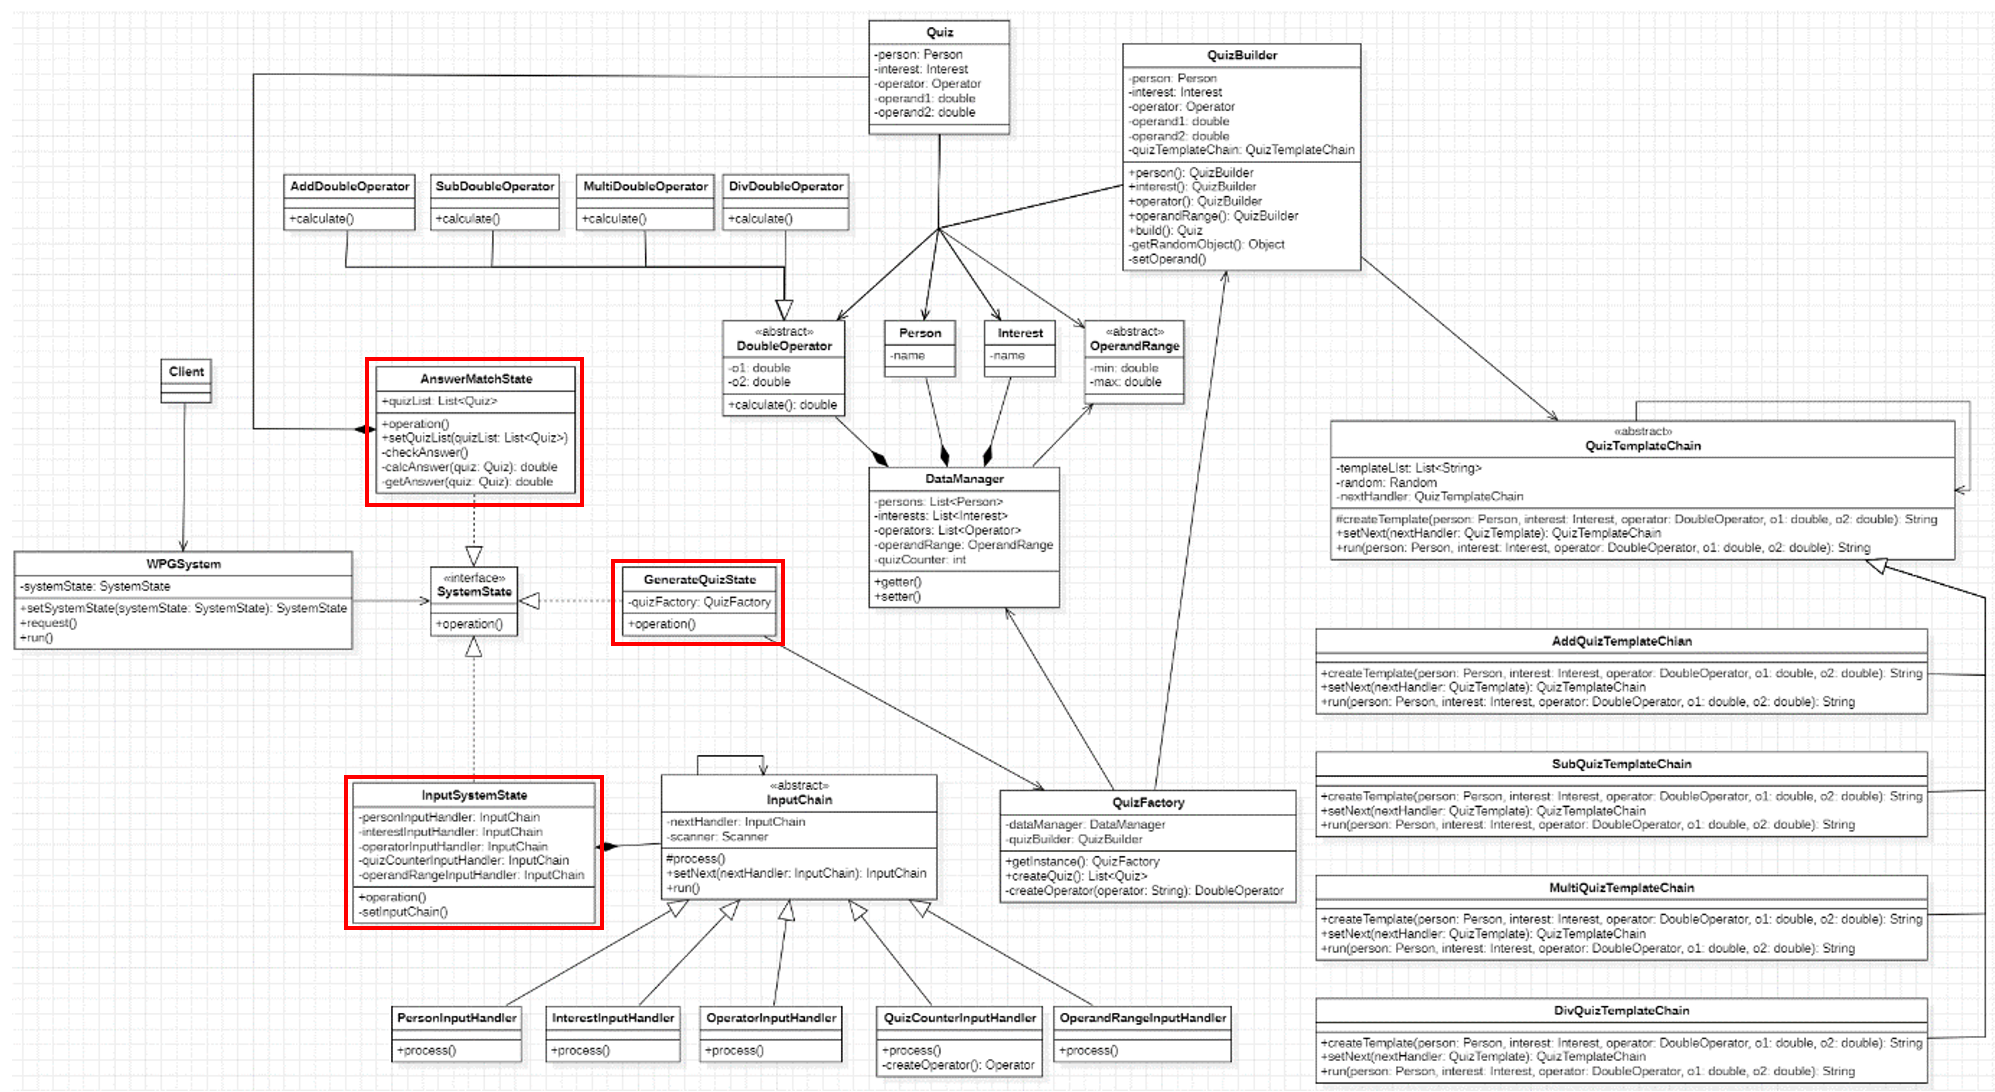 Quiz
-person: Person
-interest: Interest
-operator: Operator
-operand1: double
-operand2: double
QuizBuilder
-person: Person
-interest: Interest
-operator: Operator
-operand1: double
-operand2: double
-quizTemplateChain: QuizTemplateChain
+person(): QuizBuilder
+interest(): QuizBuilder
+operator(): QuizBuilder
+operandRange(): QuizBuilder
+build(): Quiz
-getRandomObject(): Object
-setOperand()
AddDoubleOperator
+calculate()
SubDoubleOperator
+calculate()
MultiDoubleOperator
+calculate()
DivDoubleOperator
+calculate()
«abstract»
DoubleOperator
-o1: double
-o2: double
+calculate(): double
Person
-name
Interest
-name
«abstract»
OperandRange
-min: double
-max: double
Client
AnswerMatchState
+quizList: List<Quiz>
+operation()
+setQuizList(quizList: List<Quiz>)
-checkAnswer()
-calcAnswer(quiz: Quiz): double
-getAnswer(quiz: Quiz): double
DataManager
-persons: List<Person>
-interests: List<Interest>
-operators: List<Operator>
-operandRange: OperandRange
-quizCounter: int
+getter()
+setter()
«abstract»
QuizTemplateChain
-templateLIst: List<String>
-random: Random
-nextHandler: QuizTemplateChain
#createTemplate(person: Person, interest: Interest, operator: DoubleOperator, o1: double, o2: double): String
+setNext(nextHandler: QuizTemplate): QuizTemplateChain
+run(person: Person, interest: Interest, operator: DoubleOperator, o1: double, o2: double): String
WPGSystem
-systemState: SystemState
+setSystemState(systemState: SystemState): SystemState
+request()
+run()
«interface»
SystemState
+operation()
GenerateQuizState
-quizFactory: QuizFactory
+operation()
AddQuizTemplateChian
+createTemplate(person: Person, interest: Interest, operator: DoubleOperator, o1: double, o2: double): String
+setNext(nextHandler: QuizTemplate): QuizTemplateChain
+run(person: Person, interest: Interest, operator: DoubleOperator, o1: double, o2: double): String
SubQuizTemplateChain
+createTemplate(person: Person, interest: Interest, operator: DoubleOperator, o1: double, o2: double): String
+setNext(nextHandler: QuizTemplate): QuizTemplateChain
+run(person: Person, interest: Interest, operator: DoubleOperator, o1: double, o2: double): String
InputSystemState
-personInputHandler: InputChain
-interestInputHandler: InputChain
-operatorInputHandler: InputChain
-quizCounterInputHandler: InputChain
-operandRangeInputHandler: InputChain
+operation()
-setInputChain()
«abstract»
InputChain
-nextHandler: InputChain
-scanner: Scanner
#process()
+setNext(nextHandler: InputChain): InputChain
+run()
QuizFactory
-dataManager: DataManager
-quizBuilder: QuizBuilder
+getInstance(): QuizFactory
+createQuiz(): List<Quiz>
-createOperator(operator: String): DoubleOperator
MultiQuizTemplateChain
+createTemplate(person: Person, interest: Interest, operator: DoubleOperator, o1: double, o2: double): String
+setNext(nextHandler: QuizTemplate): QuizTemplateChain
+run(person: Person, interest: Interest, operator: DoubleOperator, o1: double, o2: double): String
PersonInputHandler
+process()
InterestInputHandler
+process()
OperatorInputHandler
+process()
QuizCounterInputHandler
+process()
-createOperator(): Operator
OperandRangeInputHandler
+process()
DivQuizTemplateChain
+createTemplate(person: Person, interest: Interest, operator: DoubleOperator, o1: double, o2: double): String
+setNext(nextHandler: QuizTemplate): QuizTemplateChain
+run(person: Person, interest: Interest, operator: DoubleOperator, o1: double, o2: double): String